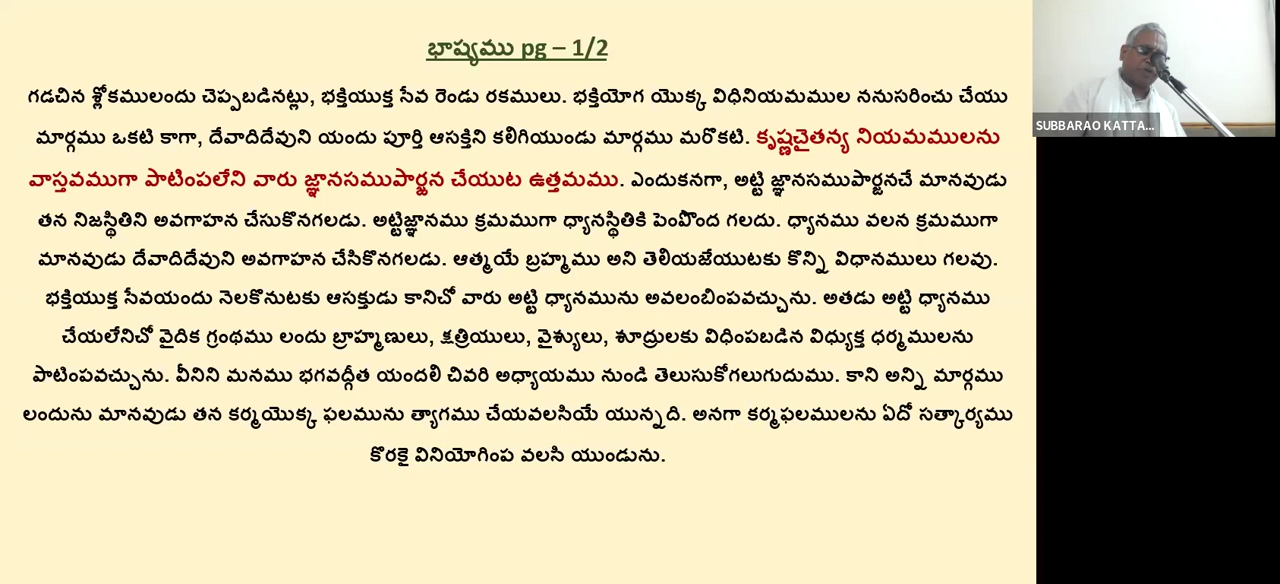 భాష్యము pg – 1/2
గడచిన శ్లోకములందు చెప్పబడినట్లు, భక్తియుక్త సేవ రెండు రకములు. భక్తియోగ యొక్క విధినియమముల ననుసరించు చేయు
మార్గము ఒకటి కాగా, దేవాదిదేవుని యందు పూర్తి ఆసక్తిని కలిగియుండు మార్గము మరొకటి. కృష్ణచైతన్య నియమములను
వాస్తవముగా పాటింపలేని వారు జ్ఞానసముపార్జన చేయుట ఉత్తమము. ఎందుకనగా, అట్టి జ్ఞానసముపార్జనచే మానవుడు
తన నిజస్థితిని అవగాహన చేసుకొనగలడు. అట్టిజ్ఞానము క్రమముగా ధ్యానస్థితికి పెంపొంద గలదు. ధ్యానము వలన క్రమముగా
మానవుడు దేవాదిదేవుని అవగాహన చేసికొనగలడు. ఆత్మయే బ్రహ్మము అని తెలియజేయుటకు కొన్ని విధానములు గలవు.
భక్తియుక్త సేవయందు నెలకొనుటకు ఆసక్తుడు కానిచో వారు అట్టి ధ్యానమును అవలంబింపవచ్చును. అతడు అట్టి ధ్యానము
చేయలేనిచో వైదిక గ్రంథము లందు బ్రాహ్మణులు, క్షత్రియులు, వైశ్యులు, శూద్రులకు విధింపబడిన విధ్యుక్త ధర్మములను
పాటింపవచ్చును. వీనిని మనము భగవద్గీత యందలి చివరి అధ్యాయము నుండి తెలుసుకోగలుగుదుము. కాని అన్ని మార్గము
లందును మానవుడు తన కర్మయొక్క ఫలమును త్యాగము చేయవలసియే యున్నది. అనగా కర్మఫలములను ఏదో సత్కార్యము
కొరకై వినియోగింప వలసి యుండును.
SUBBARAO KATTA...